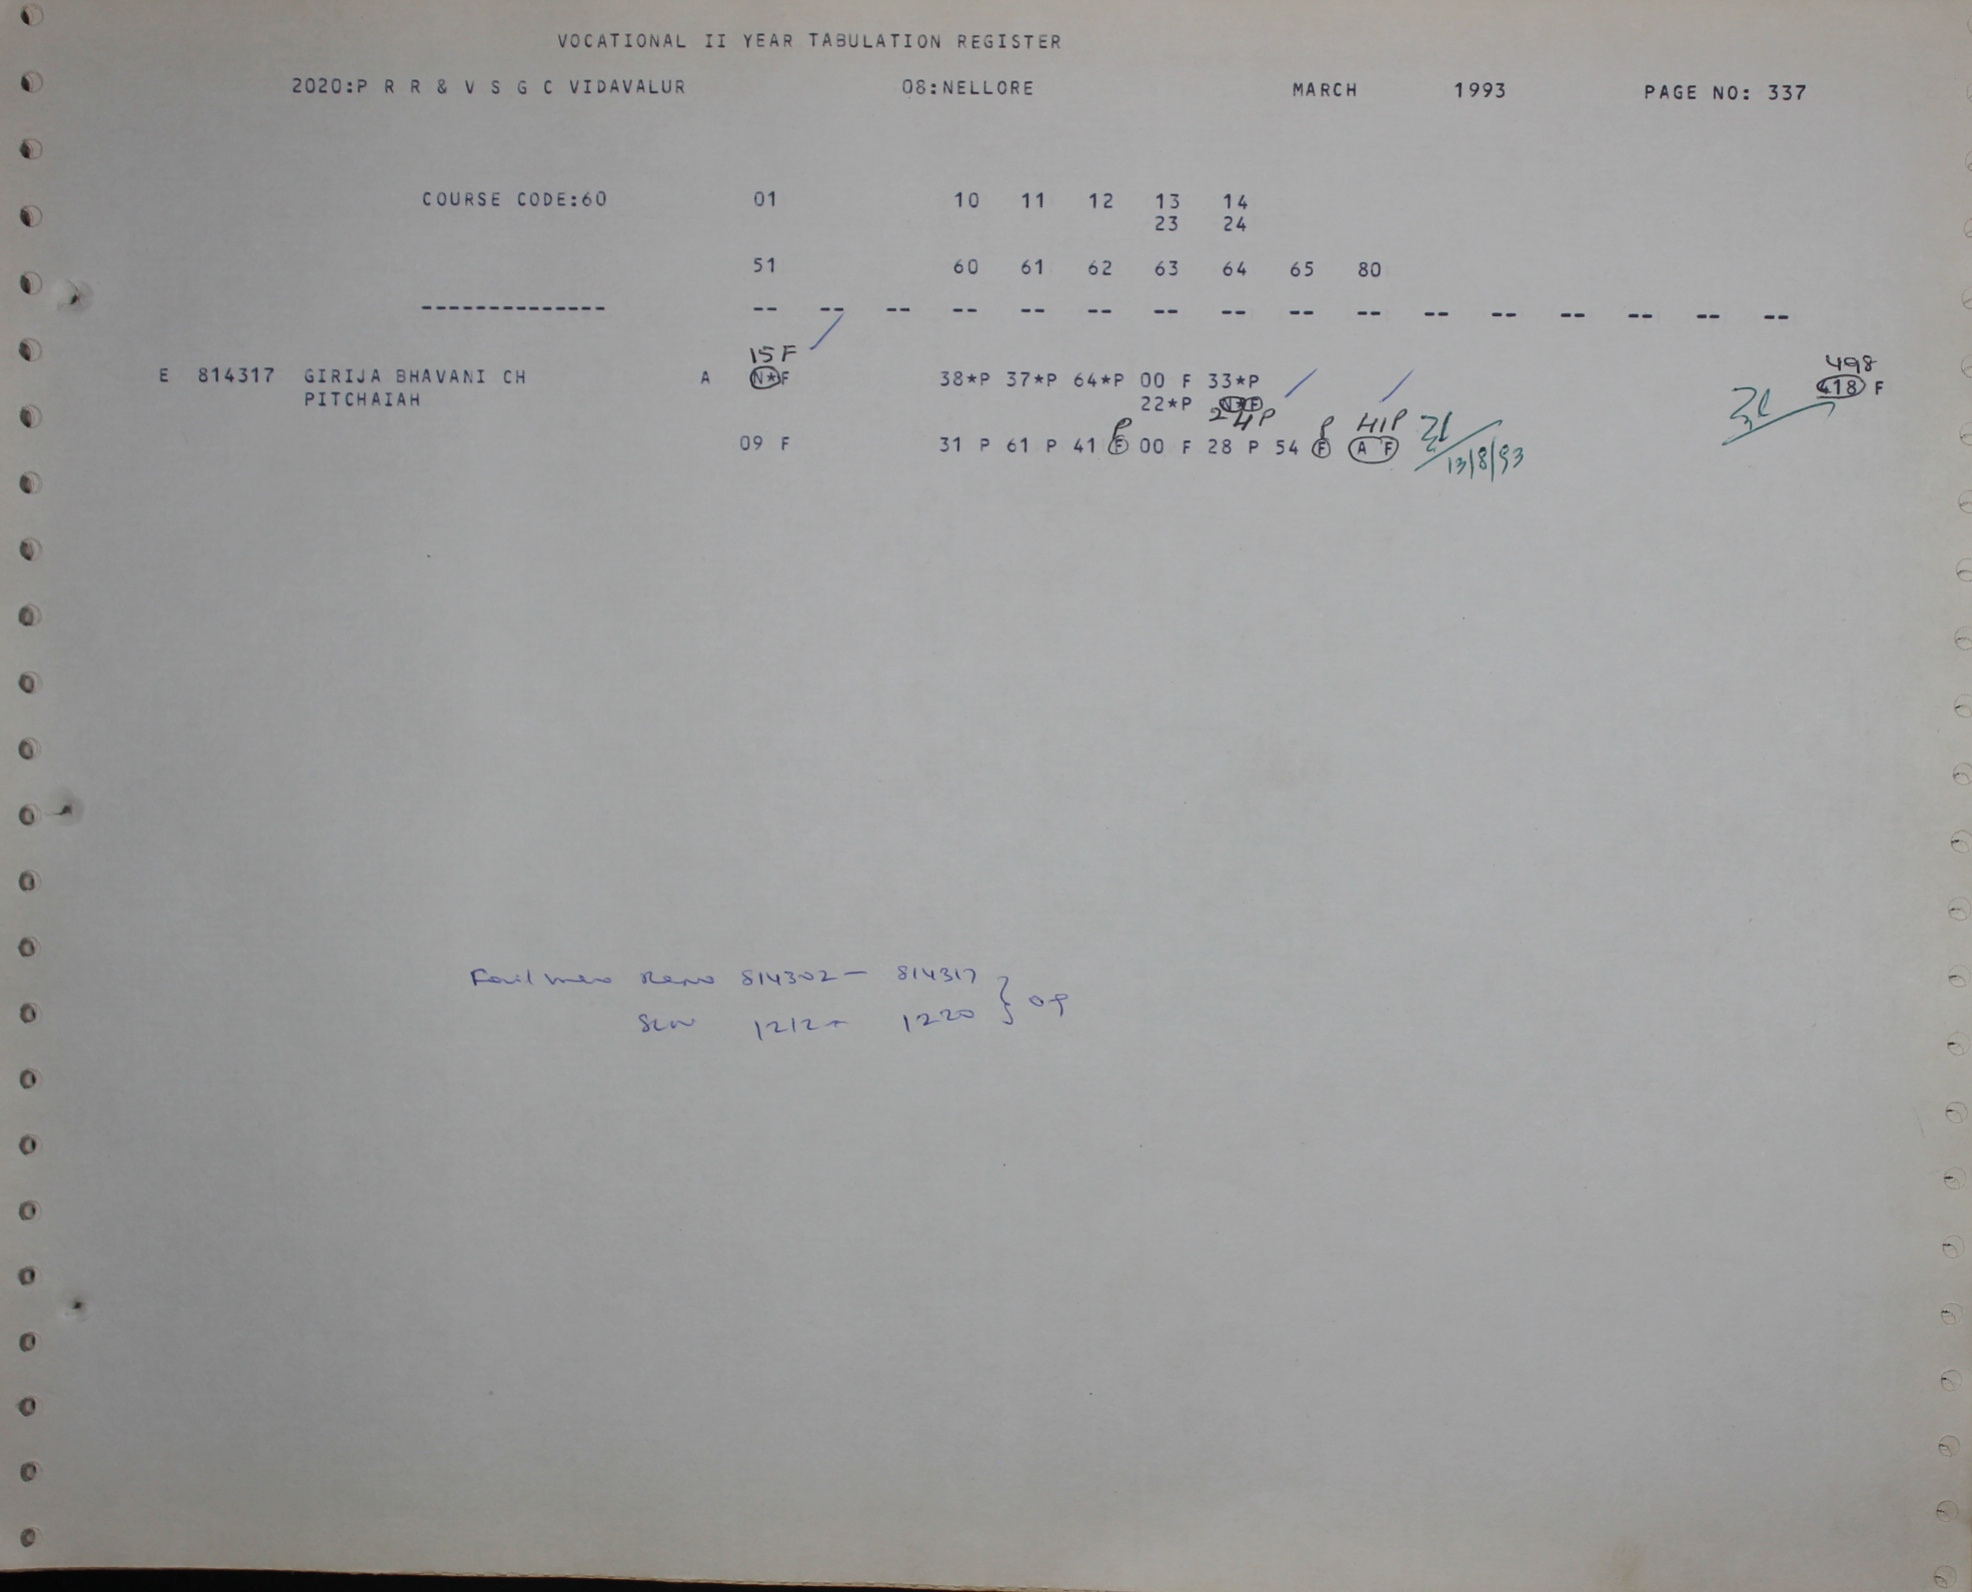 VOCATIONAL II YEAR TABULATION REGISTER
2020:P R R & V S G C VIDAVALUR 08:NELLORE MARCH 1993 PAGE NO: 337
COURSE CODE:60 01 10 11 12 13 14
23 24
51 60 61 62 63 64 65 80
-------------- -- -- -- -- -- -- -- -- -- -- -- -- -- -- -- --
15 F 498
E 814317 GIRIJA BHAVANI CH A N*F 38*P 37*P 64*P 00 F 33*P 418 F
PITCHAIAH 22*P N*F
24P
P P 41P
09 F 31 P 61 P 41 F 00 F 28 P 54 F A F
13/8/93
814302 - 814317
1212 - 1220